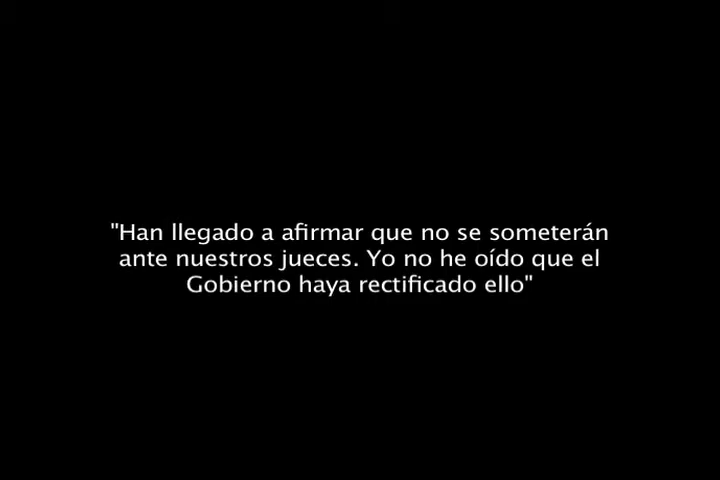 "Han llegado a afirmar que no se someterán
ante nuestros jueces. Yo no he oído que el
Gobierno haya rectificado ello"